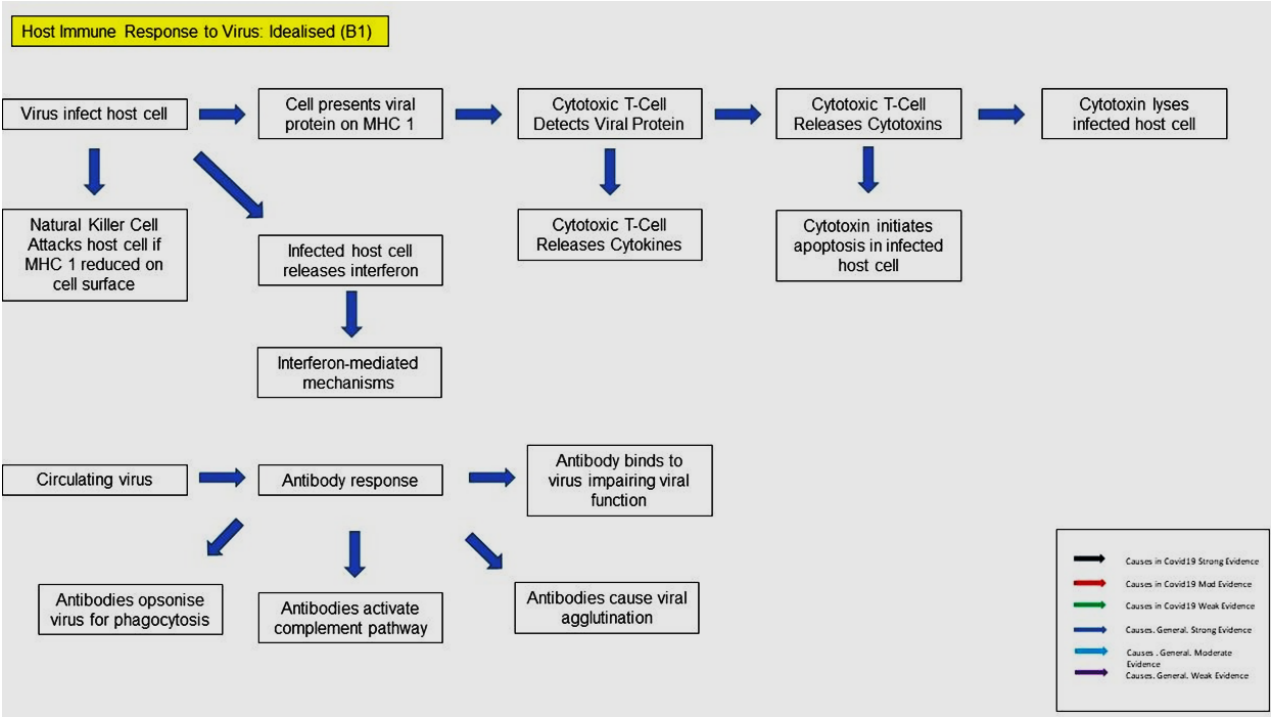 Host Immune Response to Virus: Idealised (B1)
Virus infect host cell
Cell presents viral
protein on MHC 1
Cytotoxic T-Cell
Detects Viral Protein
Cytotoxic T-Cell
Releases Cytotoxins
Cytotoxin lyses
infected host cell
Natural Killer Cell
Attacks host cell if
MHC 1 reduced on
cell surface
Infected host cell
releases interferon
Cytotoxic T-Cell
Releases Cytokines
Cytotoxin initiates
apoptosis in infected
host cell
Interferon-mediated
mechanisms
Circulating virus
Antibody response
Antibody binds to
virus impairing viral
function
Antibodies opsonise
virus for phagocytosis
Antibodies activate
complement pathway
Antibodies cause viral
agglutination
Causes in Covid19 Strong Evidence
Causes in Covid19 Mod Evidence
Causes in Covid19 Weak Evidence
Causes. General. Strong Evidence
Causes . General. Moderate
Evidence
Causes. General. Weak Evidence